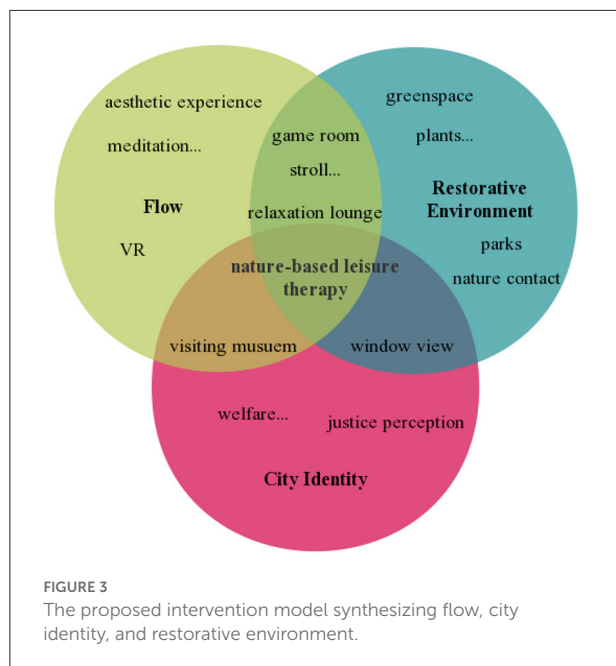 aesthetic experience
meditation...
Flow
VR
game room
stroll...
relaxation lounge
greenspace
plants...
Restorative
Environment
parks
nature contact
nature-based leisure
therapy
visiting musuem
window view
welfare...
justice perception
City Identity
FIGURE 3
The proposed intervention model synthesizing flow, city
identity, and restorative environment.